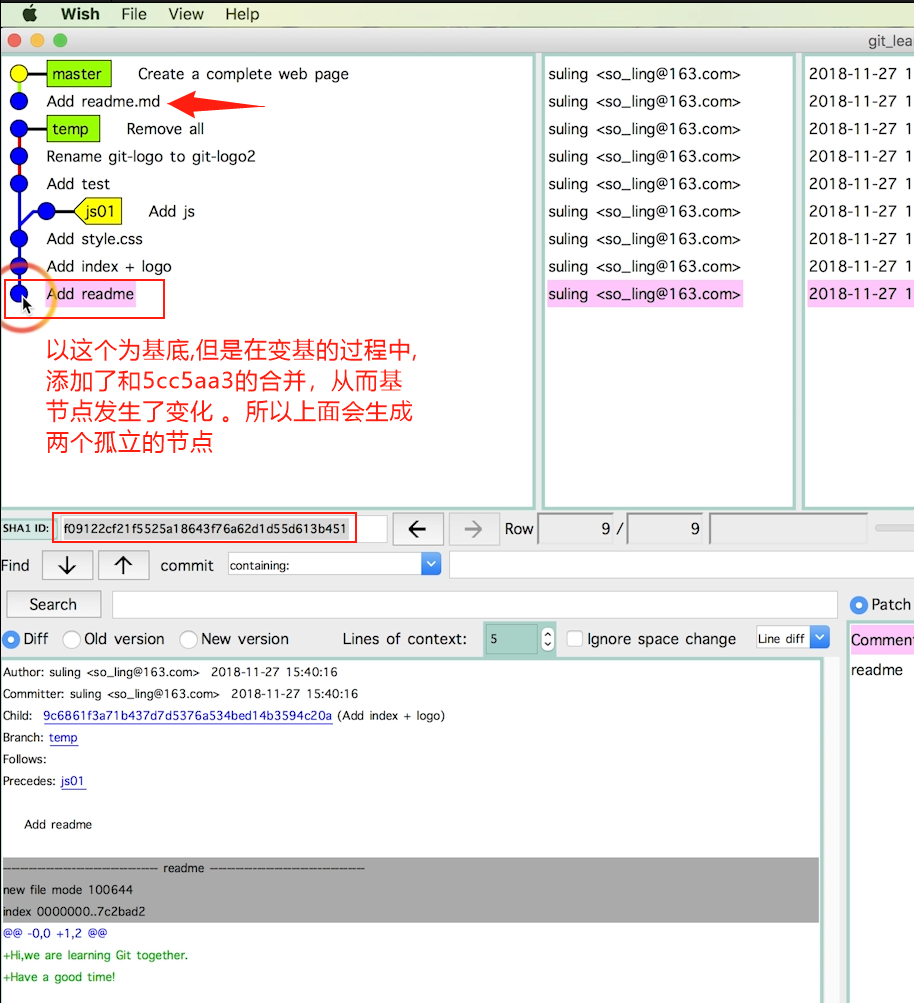 Wish File View Help
git_lea
master Create a complete web page suling <so_ling@163.com> 2018-11-27 1
Add readme.md suling <so_ling@163.com> 2018-11-27 1
temp Remove all suling <so_ling@163.com> 2018-11-27 1
Rename git-logo to git-logo2 suling <so_ling@163.com> 2018-11-27 1
Add test suling <so_ling@163.com> 2018-11-27 1
js01 Add js suling <so_ling@163.com> 2018-11-27 1
Add style.css suling <so_ling@163.com> 2018-11-27 1
Add index + logo suling <so_ling@163.com> 2018-11-27 1
Add readme suling <so_ling@163.com> 2018-11-27 1
以这个为基底,但是在变基的过程中,
添加了和5cc5aa3的合并，从而基
节点发生了变化 。所以上面会生成
两个孤立的节点
SHA1 ID: f09122cf21f5525a18643f76a62d1d55d613b451 Row 9 / 9
Find commit containing:
Search Patch
Diff Old version New version Lines of context: 5 Ignore space change Line diff Comment
Author: suling <so_ling@163.com> 2018-11-27 15:40:16 readme
Committer: suling <so_ling@163.com> 2018-11-27 15:40:16
Child: 9c6861f3a71b437d7d5376a534bed14b3594c20a (Add index + logo)
Branch: temp
Follows:
Precedes: js01
Add readme
------------------------------------ readme ------------------------------------
new file mode 100644
index 0000000..7c2bad2
@@ -0,0 +1,2 @@
+Hi,we are learning Git together.
+Have a good time!